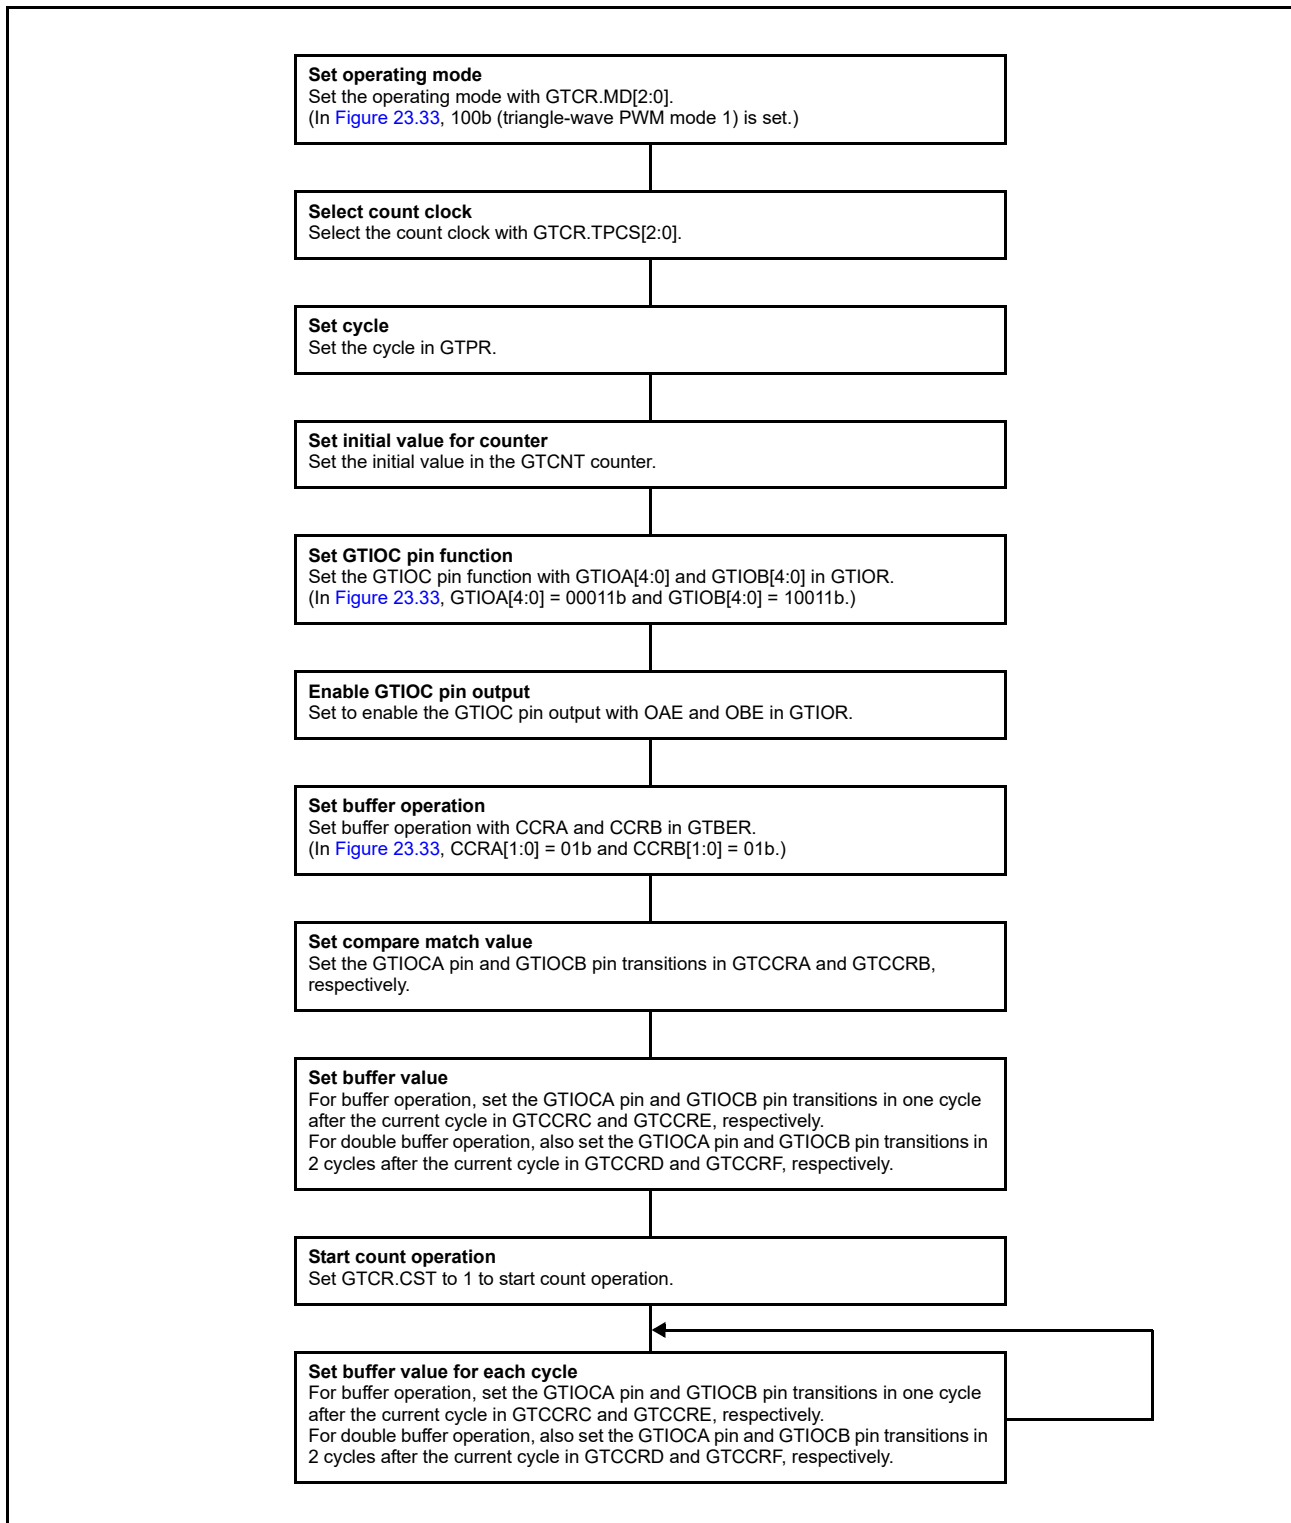 Set operating mode
Set the operating mode with GTCR.MD[2:0].
(In Figure 23.33, 100b (triangle-wave PWM mode 1) is set.)
Select count clock
Select the count clock with GTCR.TPCS[2:0].
Set cycle
Set the cycle in GTPR.
Set initial value for counter
Set the initial value in the GTCNT counter.
Set GTIOC pin function
Set the GTIOC pin function with GTIOA[4:0] and GTIOB[4:0] in GTIOR.
(In Figure 23.33, GTIOA[4:0] = 00011b and GTIOB[4:0] = 10011b.)
Enable GTIOC pin output
Set to enable the GTIOC pin output with OAE and OBE in GTIOR.
Set buffer operation
Set buffer operation with CCRA and CCRB in GTBER.
(In Figure 23.33, CCRA[1:0] = 01b and CCRB[1:0] = 01b.)
Set compare match value
Set the GTIOCA pin and GTIOCB pin transitions in GTCCRA and GTCCRB,
respectively.
Set buffer value
For buffer operation, set the GTIOCA pin and GTIOCB pin transitions in one cycle
after the current cycle in GTCCRC and GTCCRE, respectively.
For double buffer operation, also set the GTIOCA pin and GTIOCB pin transitions in
2 cycles after the current cycle in GTCCRD and GTCCRF, respectively.
Start count operation
Set GTCR.CST to 1 to start count operation.
Set buffer value for each cycle
For buffer operation, set the GTIOCA pin and GTIOCB pin transitions in one cycle
after the current cycle in GTCCRC and GTCCRE, respectively.
For double buffer operation, also set the GTIOCA pin and GTIOCB pin transitions in
2 cycles after the current cycle in GTCCRD and GTCCRF, respectively.